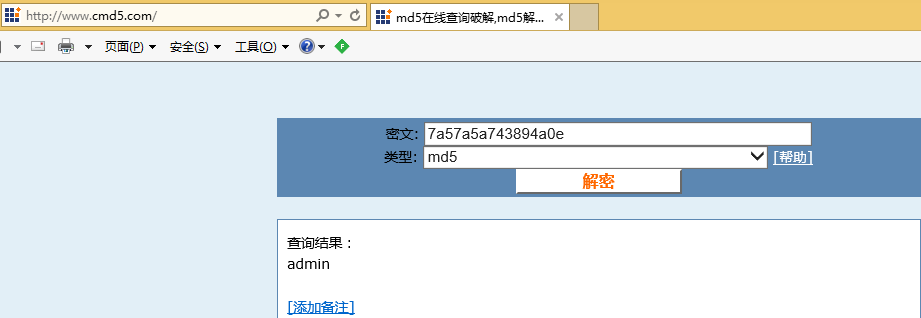 http://www.cmd5.com/
md5在线查询破解,md5解...
页面(P) 安全(S) 工具(O)
密文: 7a57a5a743894a0e
类型: md5 [帮助]
解密
查询结果：
admin
[添加备注]